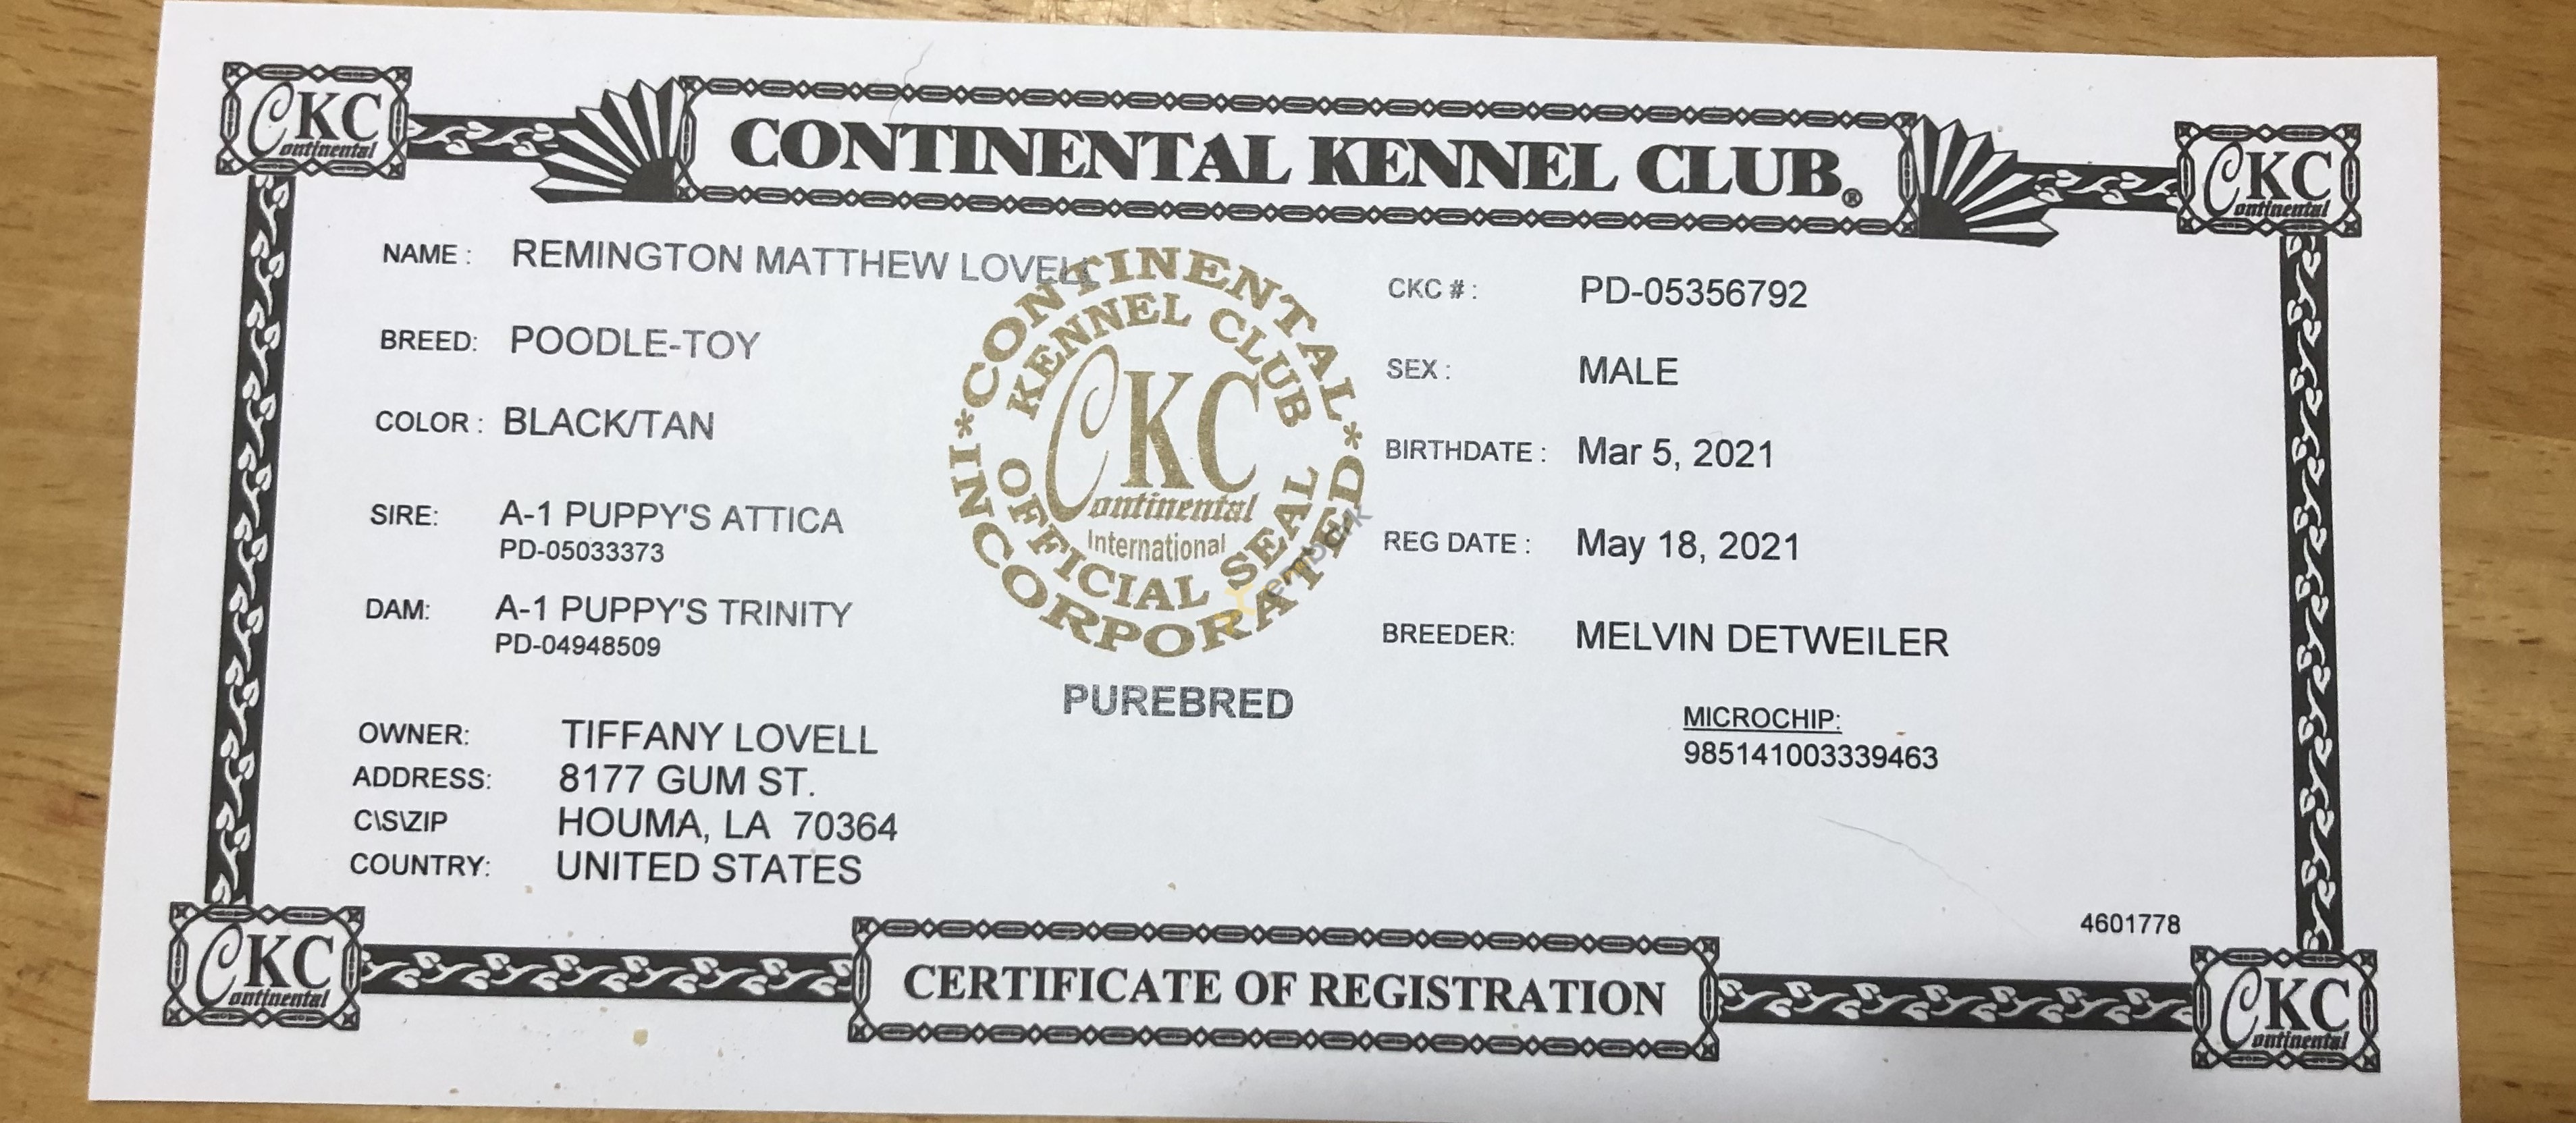 CKC
Continental
CONTINENTAL KENNEL CLUB®
CKC
Continental
NAME : REMINGTON MATTHEW LOVELL
BREED: POODLE-TOY
COLOR : BLACK/TAN
SIRE: A-1 PUPPY'S ATTICA
PD-05033373
DAM: A-1 PUPPY'S TRINITY
PD-04948509
OWNER: TIFFANY LOVELL
ADDRESS: 8177 GUM ST.
C\S\ZIP HOUMA, LA 70364
COUNTRY: UNITED STATES
*CONTINENTAL*
KENNEL CLUB
CKC
Continental
International
OFFICIAL SEAL
INCORPORATED
embark
PUREBRED
CKC # : PD-05356792
SEX : MALE
BIRTHDATE : Mar 5, 2021
REG DATE : May 18, 2021
BREEDER: MELVIN DETWEILER
MICROCHIP:
985141003339463
4601778
CKC
Continental
CERTIFICATE OF REGISTRATION
CKC
Continental